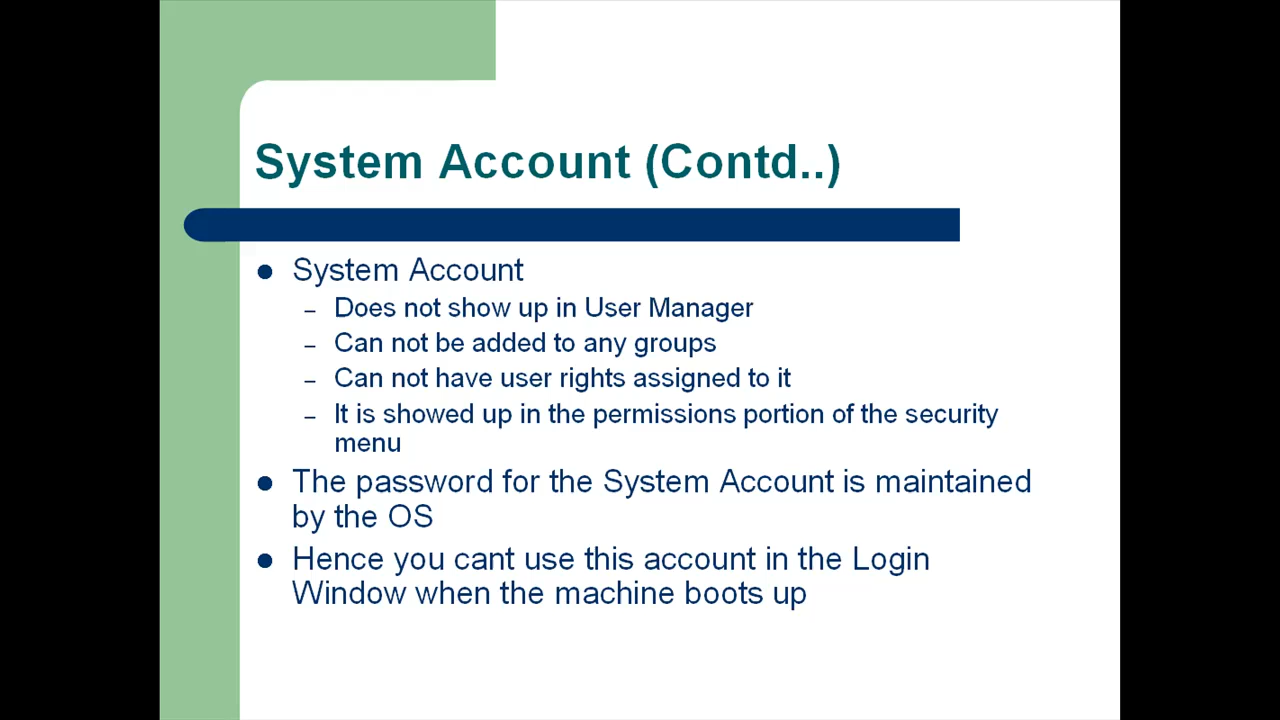 System Account (Contd..)
● System Account
– Does not show up in User Manager
– Can not be added to any groups
– Can not have user rights assigned to it
– It is showed up in the permissions portion of the security
menu
● The password for the System Account is maintained
by the OS
● Hence you cant use this account in the Login
Window when the machine boots up